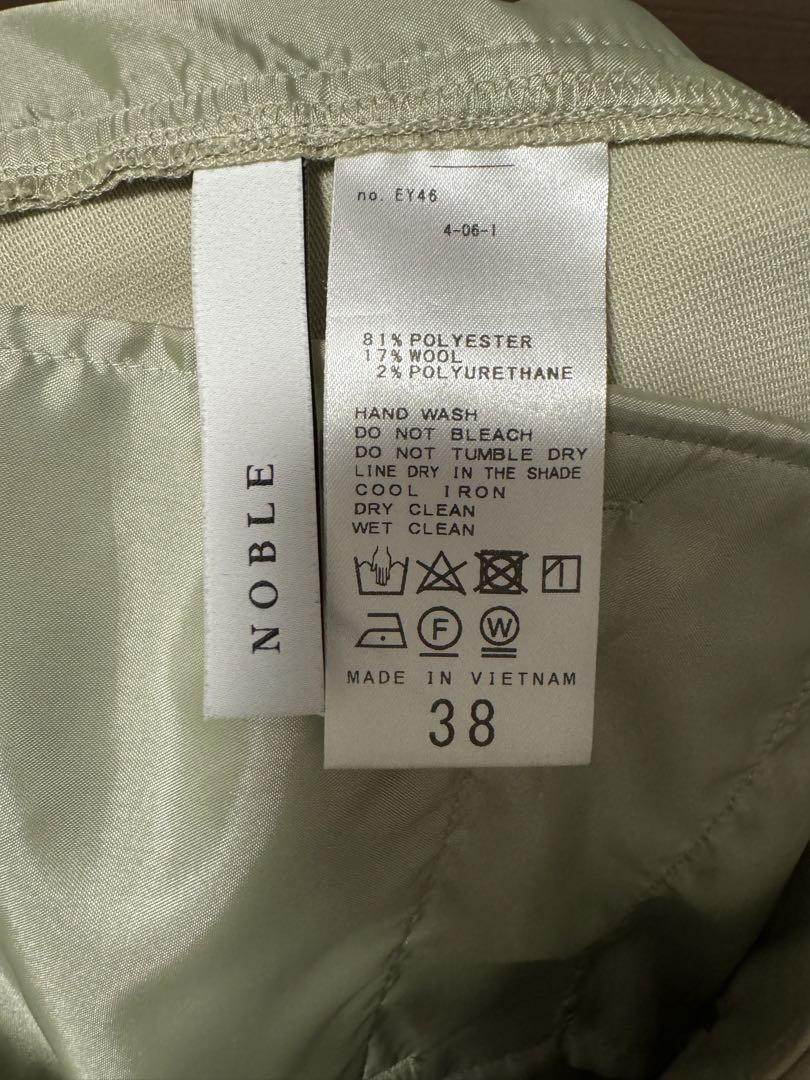 NOBLE
no. EY46
4-06-1
81% POLYESTER
17% WOOL
2% POLYURETHANE
HAND WASH
DO NOT BLEACH
DO NOT TUMBLE DRY
LINE DRY IN THE SHADE
COOL IRON
DRY CLEAN
WET CLEAN
F W
MADE IN VIETNAM
38